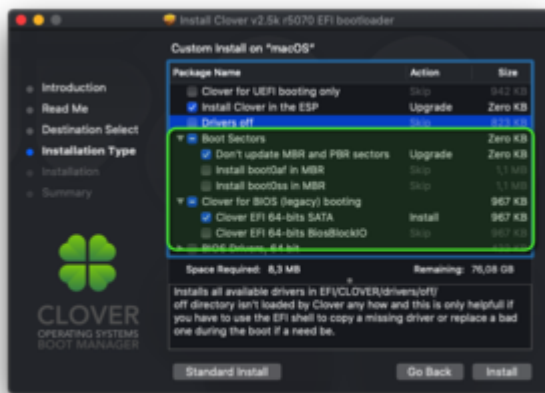 Install Clover v2.5k r5070 EFI bootloader
Custom Install on "macOS"
Package Name Action Size
Clover for UEFI booting only Skip 942 KB
Install Clover in the ESP Upgrade Zero KB
Drivers off Skip 823 KB
Boot Sectors Zero KB
Don't update MBR and PBR sectors Upgrade Zero KB
Install boot0af in MBR Skip 1,1 MB
Install boot0ss in MBR Skip 1,1 MB
Clover for BIOS (legacy) booting 967 KB
Clover EFI 64-bits SATA Install 967 KB
Clover EFI 64-bits BiosBlockIO Skip 967 KB
BIOS Drivers, 64 bit
Space Required: 8,3 MB Remaining: 76,08 GB
Installs all available drivers in EFI/CLOVER/drivers/off/
off directory isn't loaded by Clover any how and this is only helpfull if
you have to use the EFI shell to copy a missing driver or replace a bad
one during the boot if a need be.
Introduction
Read Me
Destination Select
Installation Type
Installation
Summary
CLOVER
OPERATING SYSTEMS
BOOT MANAGER
Standard Install
Go Back
Install